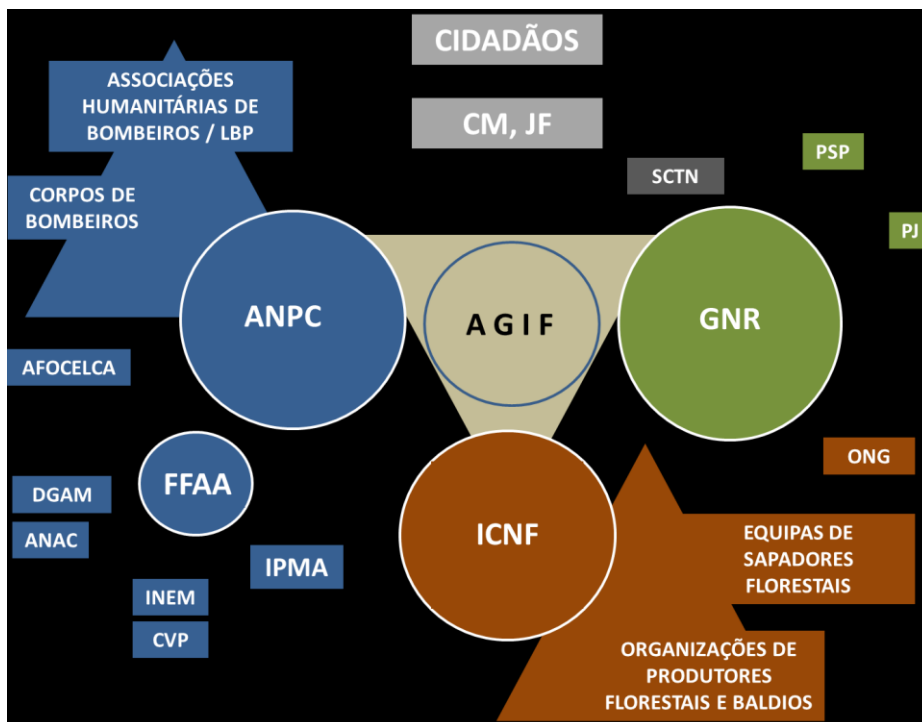 CIDADÃOS
ASSOCIAÇÕES
HUMANITÁRIAS DE
BOMBEIROS / LBP
CM, JF
PSP
SCTN
CORPOS DE
BOMBEIROS
PJ
ANPC
A G I F
GNR
AFOCELCA
ONG
FFAA
DGAM
ANAC
ICNF
EQUIPAS DE
SAPADORES
FLORESTAIS
IPMA
INEM
CVP
ORGANIZAÇÕES DE
PRODUTORES
FLORESTAIS E BALDIOS